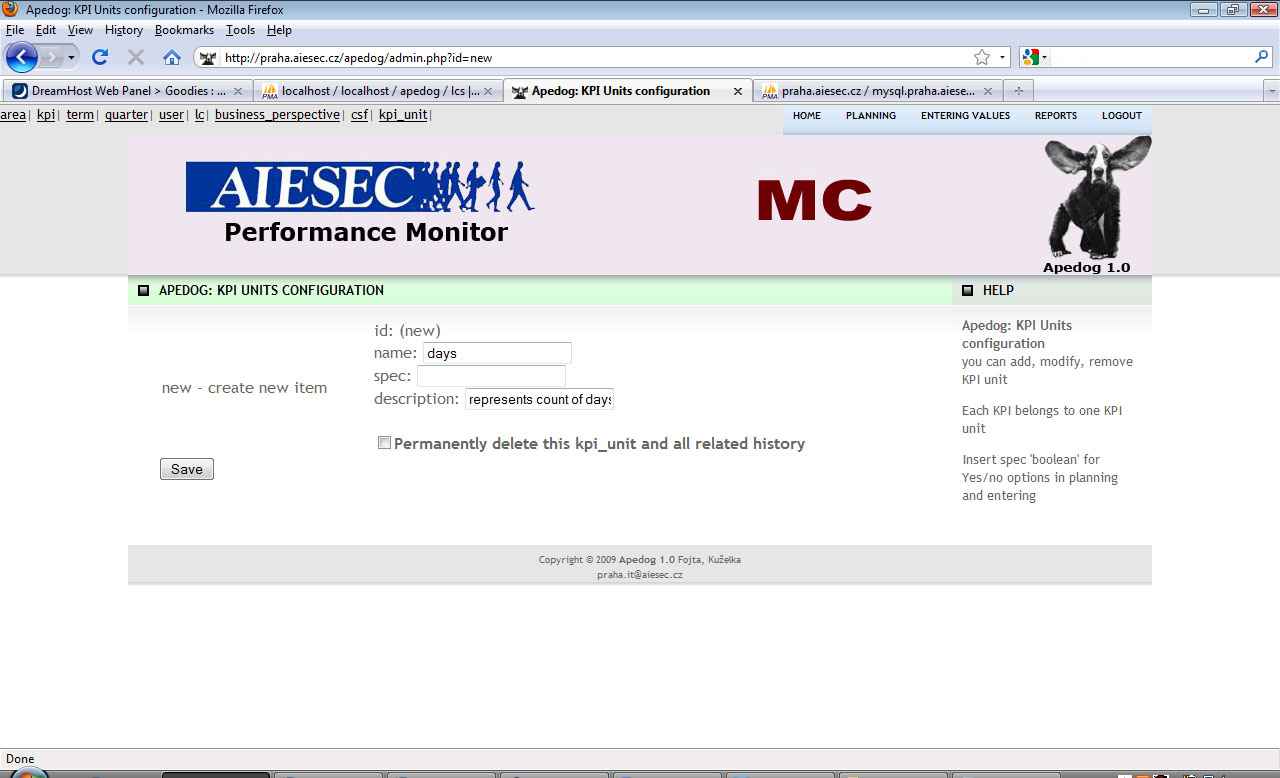 Apedog: KPI Units configuration - Mozilla Firefox
File Edit View History Bookmarks Tools Help
http://praha.aiesec.cz/apedog/admin.php?id=new
DreamHost Web Panel > Goodies : ...
localhost / localhost / apedog / lcs |...
Apedog: KPI Units configuration
praha.aiesec.cz / mysql.praha.aiese...
area| kpi| term| quarter| user| lc| business_perspective| csf| kpi_unit|
HOME PLANNING ENTERING VALUES REPORTS LOGOUT
AIESEC
Performance Monitor
MC
Apedog 1.0
APEDOG: KPI UNITS CONFIGURATION
new - create new item
id: (new)
name: days
spec:
description: represents count of days
Permanently delete this kpi_unit and all related history
Save
HELP
Apedog: KPI Units
configuration
you can add, modify, remove
KPI unit
Each KPI belongs to one KPI
unit
Insert spec 'boolean' for
Yes/no options in planning
and entering
Copyright © 2009 Apedog 1.0 Fojta, Kuželka
praha.it@aiesec.cz
Done